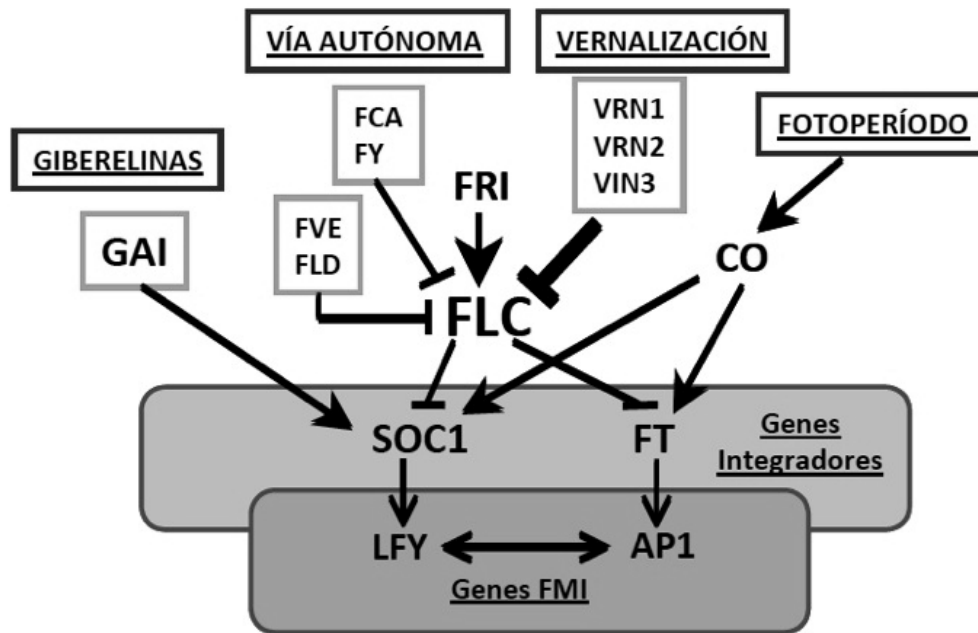 VÍA AUTÓNOMA
VERNALIZACIÓN
FOTOPERÍODO
GIBERELINAS
FCA
FY
VRN1
VRN2
VIN3
FRI
FVE
FLD
GAI
CO
FLC
SOC1
FT
Genes
Integradores
LFY
AP1
Genes FMI